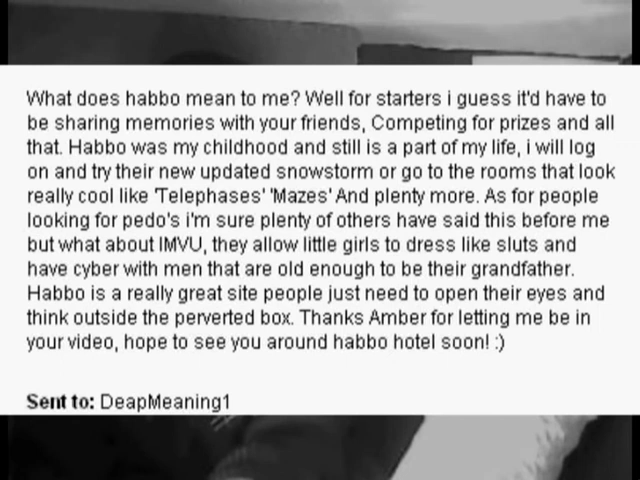 What does habbo mean to me? Well for starters i guess it'd have to
be sharing memories with your friends, Competing for prizes and all
that. Habbo was my childhood and still is a part of my life, i will log
on and try their new updated snowstorm or go to the rooms that look
really cool like 'Telephases' 'Mazes' And plenty more. As for people
looking for pedo's i'm sure plenty of others have said this before me
but what about IMVU, they allow little girls to dress like sluts and
have cyber with men that are old enough to be their grandfather.
Habbo is a really great site people just need to open their eyes and
think outside the perverted box. Thanks Amber for letting me be in
your video, hope to see you around habbo hotel soon! :)
Sent to: DeapMeaning1